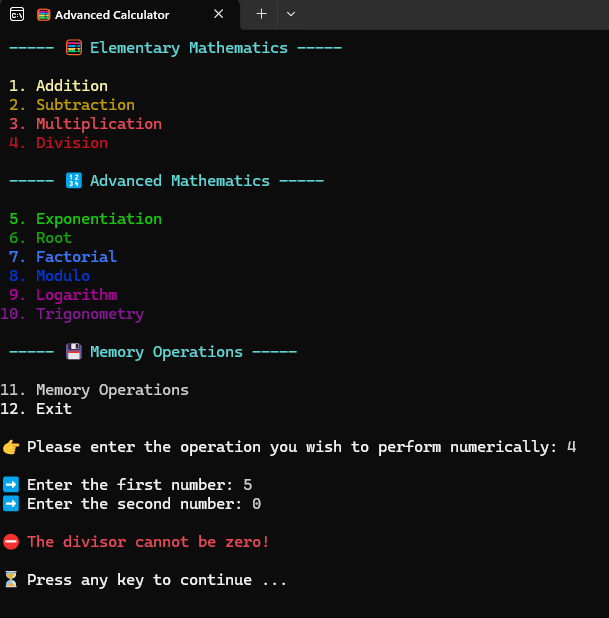 Advanced Calculator
----- 🧮 Elementary Mathematics -----
1. Addition
2. Subtraction
3. Multiplication
4. Division
----- 🔢 Advanced Mathematics -----
5. Exponentiation
6. Root
7. Factorial
8. Modulo
9. Logarithm
10. Trigonometry
----- 💾 Memory Operations -----
11. Memory Operations
12. Exit
👉 Please enter the operation you wish to perform numerically: 4
➡️ Enter the first number: 5
➡️ Enter the second number: 0
⛔ The divisor cannot be zero!
⏳ Press any key to continue ...